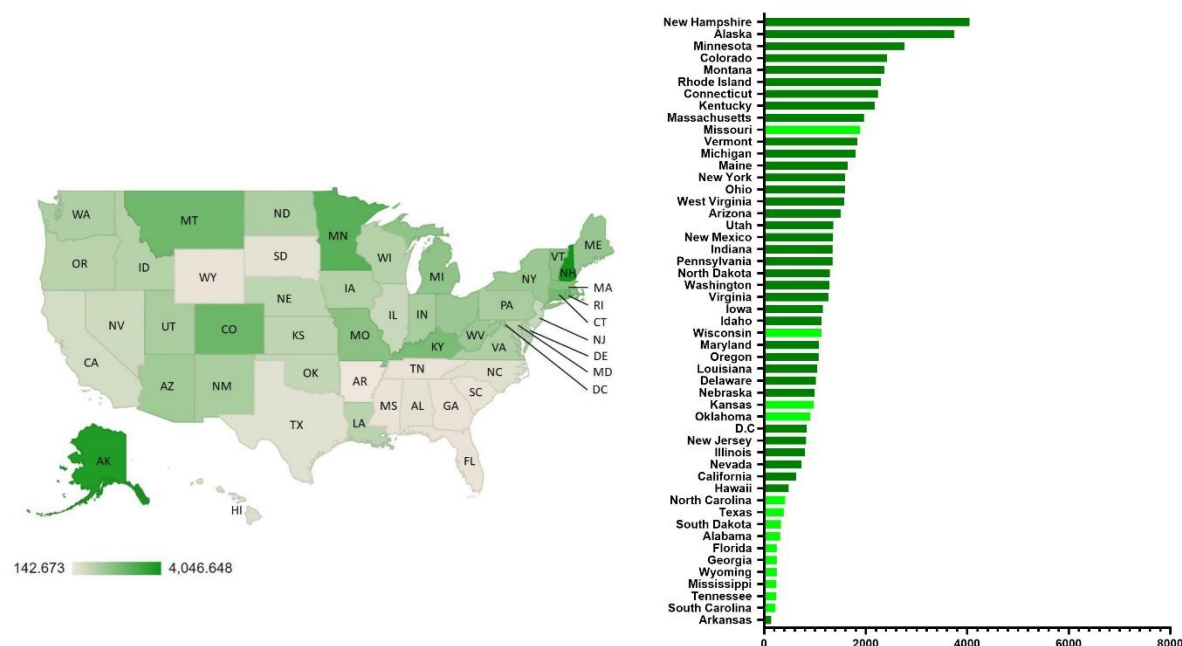 WA
MT
ND
MN
ME
VT
NH
OR
ID
WY
SD
WI
MI
NY
MA
RI
CT
NJ
DE
MD
DC
NV
UT
CO
NE
IA
IL
IN
PA
CA
AZ
NM
KS
MO
KY
WV
VA
OK
AR
TN
NC
TX
LA
MS
AL
GA
SC
FL
AK
HI
142.673 4,046.648
New Hampshire
Alaska
Minnesota
Colorado
Montana
Rhode Island
Connecticut
Kentucky
Massachusetts
Missouri
Vermont
Michigan
Maine
New York
Ohio
West Virginia
Arizona
Utah
New Mexico
Indiana
Pennsylvania
North Dakota
Washington
Virginia
Iowa
Idaho
Wisconsin
Maryland
Oregon
Louisiana
Delaware
Nebraska
Kansas
Oklahoma
D.C
New Jersey
Illinois
Nevada
California
Hawaii
North Carolina
Texas
South Dakota
Alabama
Florida
Georgia
Wyoming
Mississippi
Tennessee
South Carolina
Arkansas
0 2000 4000 6000 8000